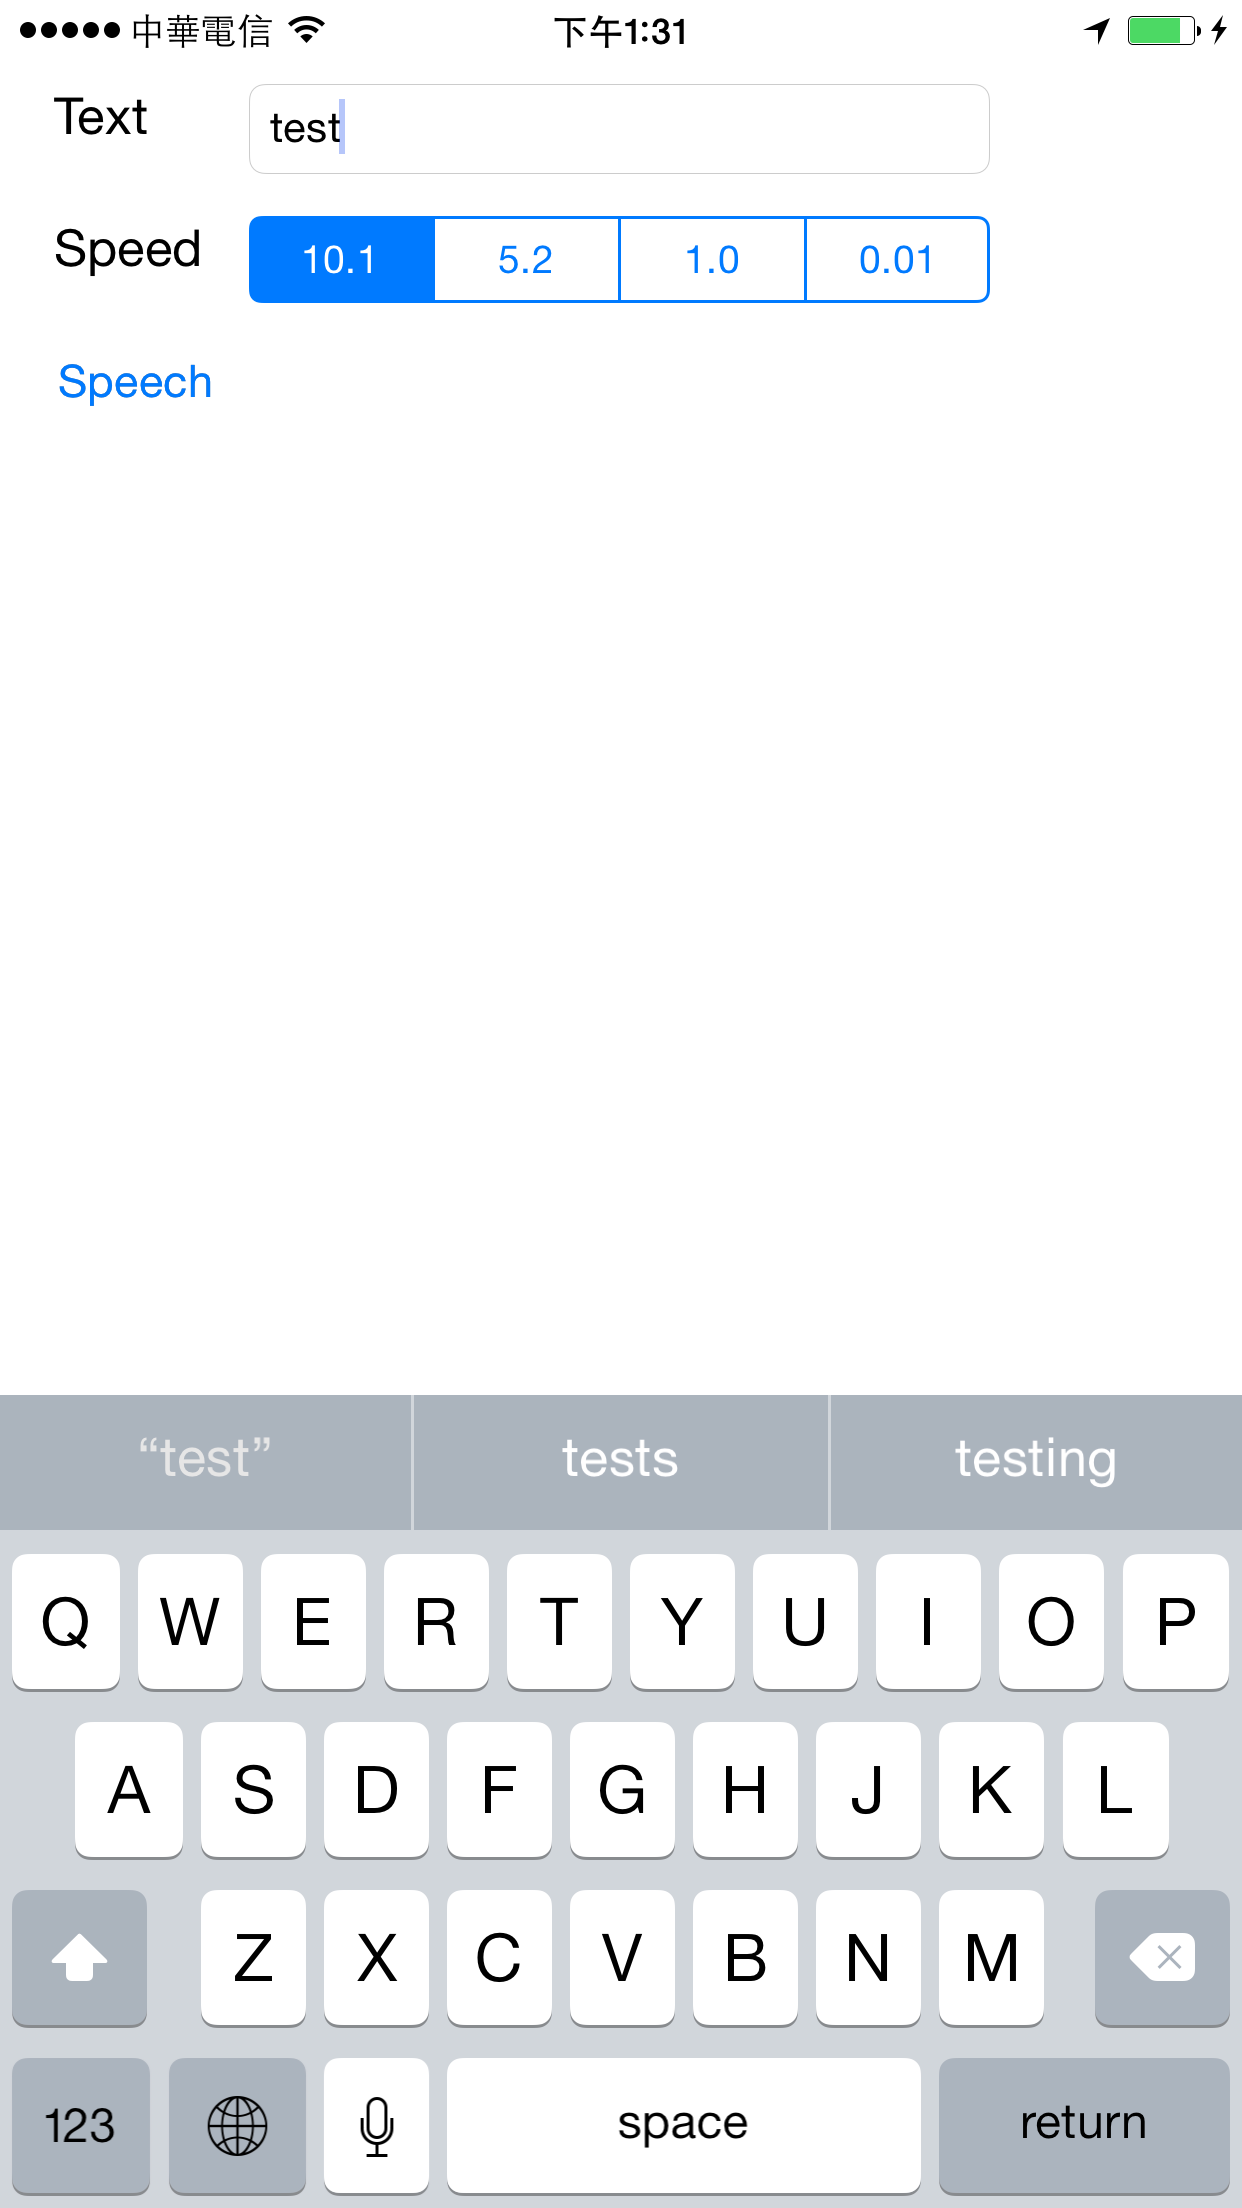 中華電信 下午1:31
Text test
Speed 10.1 5.2 1.0 0.01
Speech
“test” tests testing
Q W E R T Y U I O P
A S D F G H J K L
Z X C V B N M
123 space return